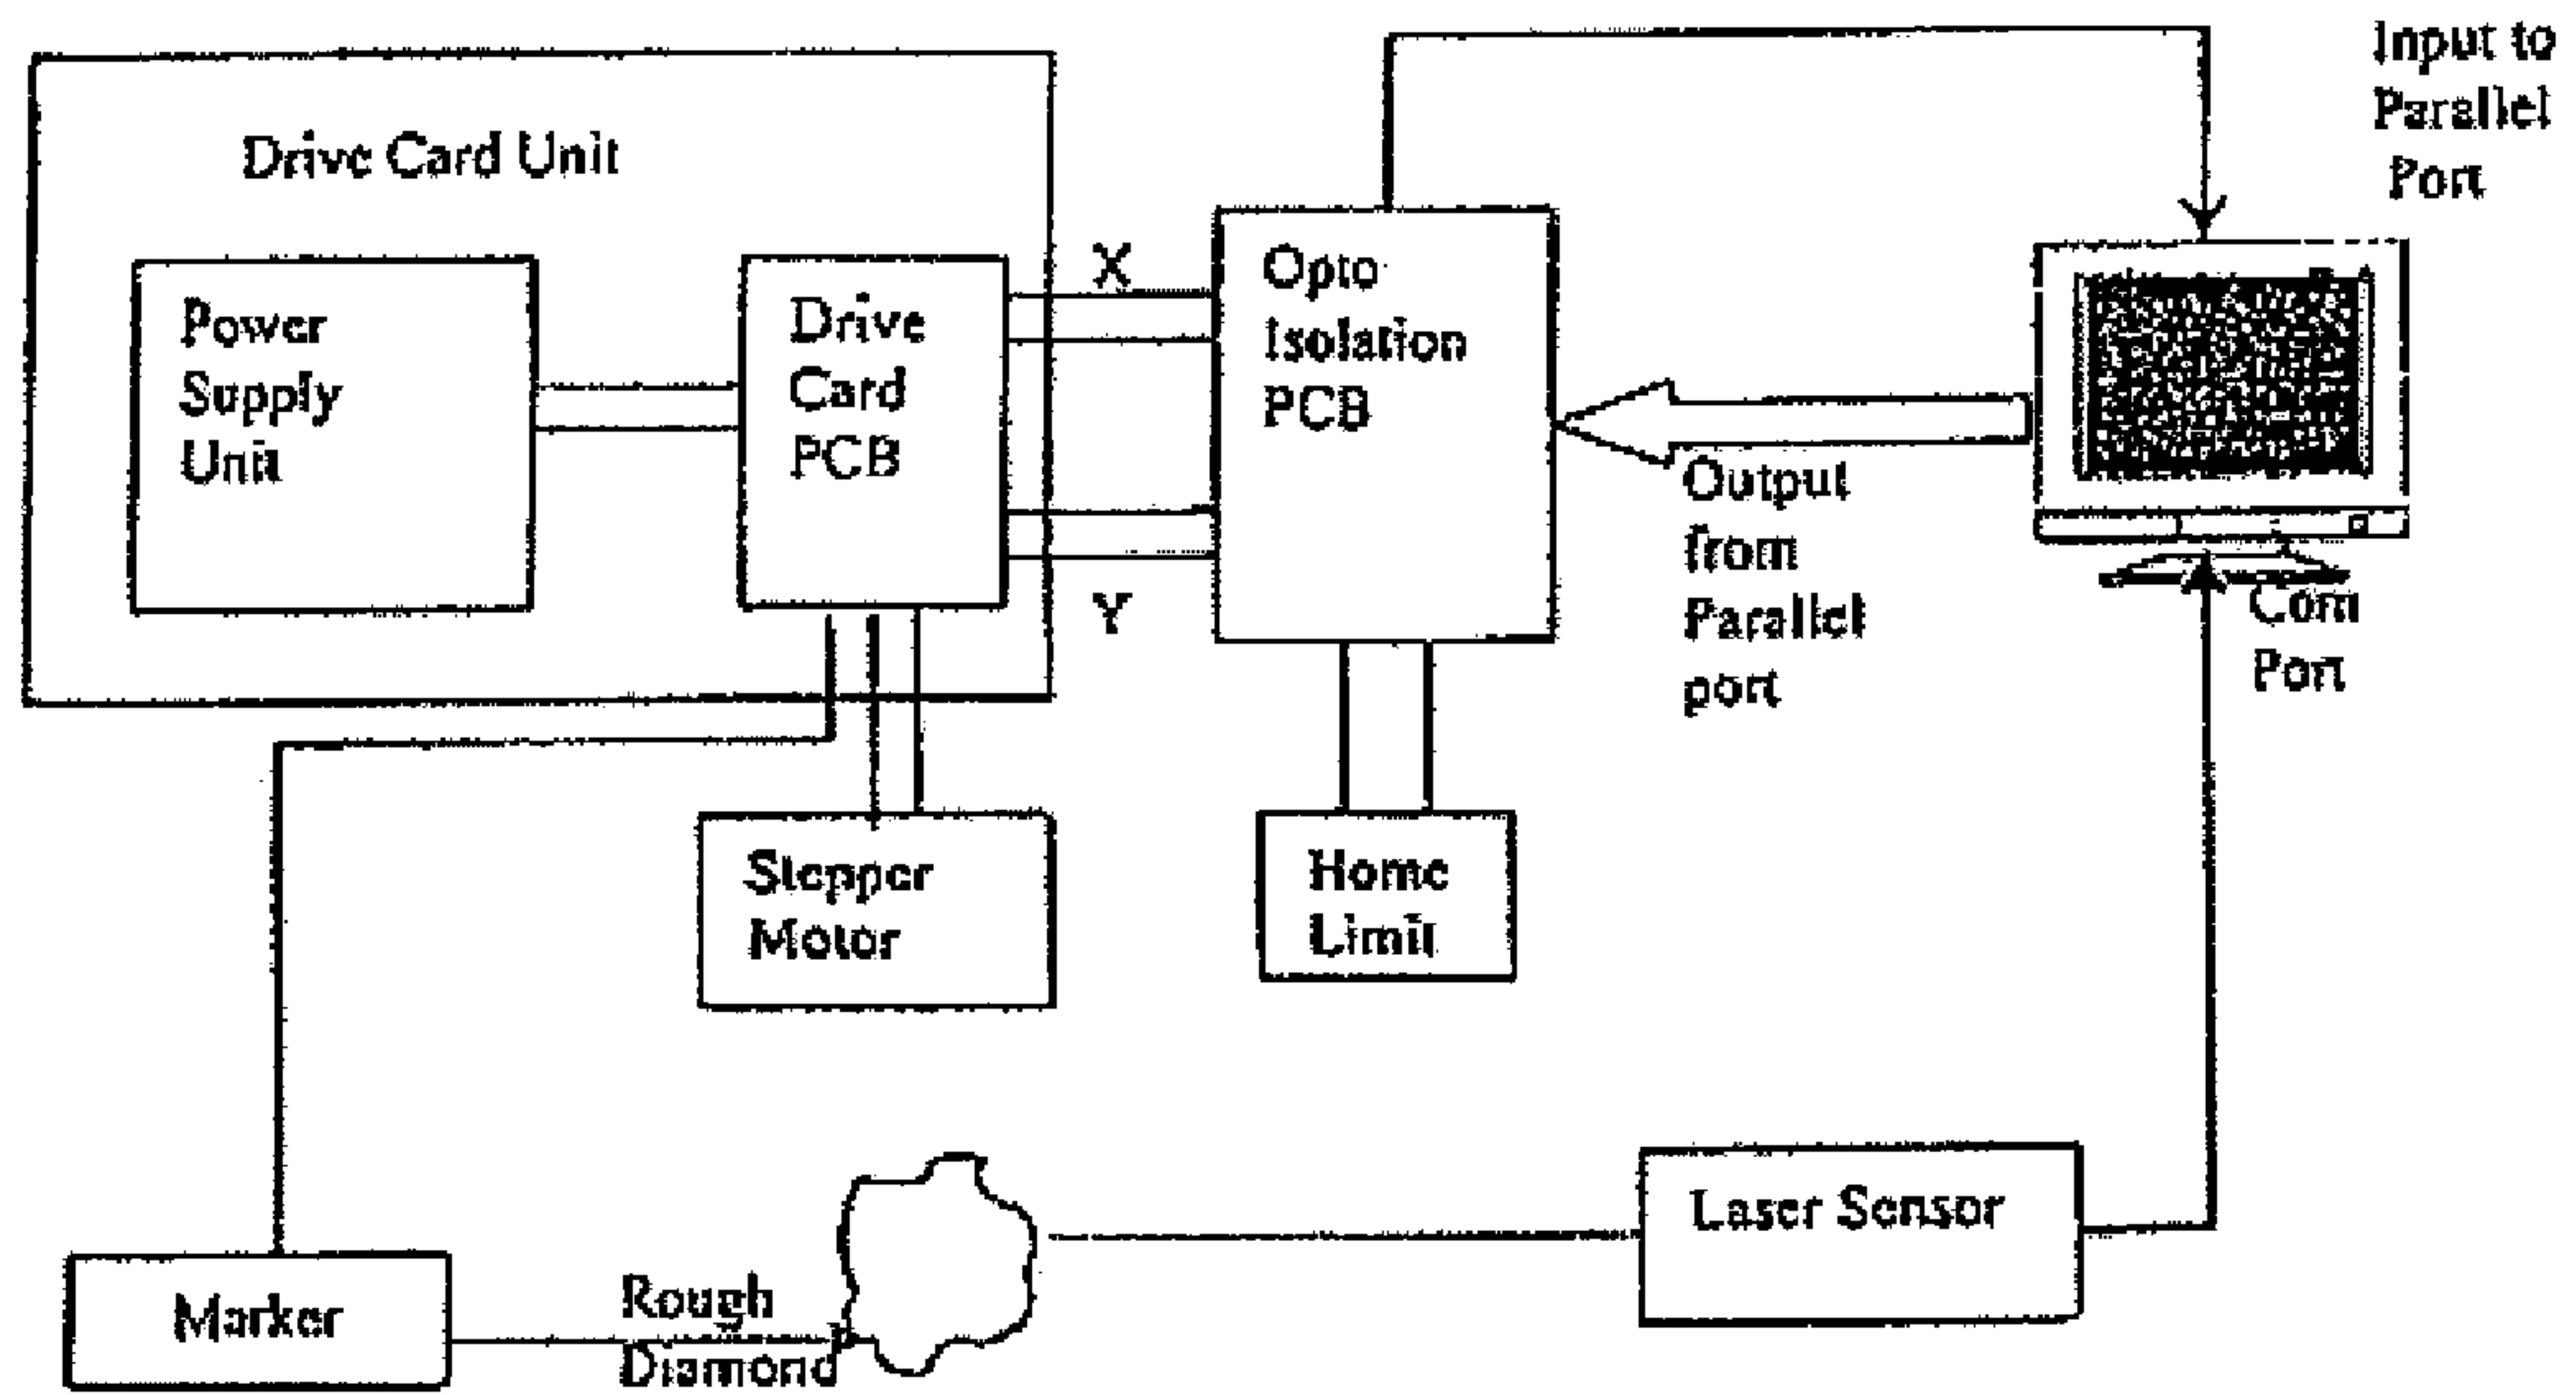 Drive Card Unit
Power
Supply
Unit
Drive
Card
PCB
X
Y
Opto
Isolation
PCB
Input to
Parallel
Port
Output
from
Parallel
port
Com
Port
Stepper
Motor
Home
Limit
Marker
Rough
Diamond
Laser Sensor